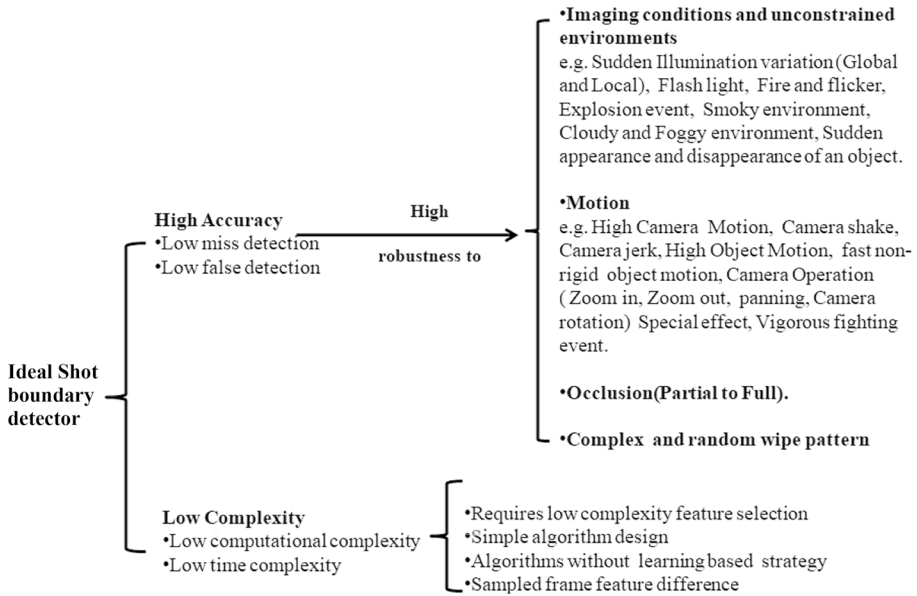 Ideal Shot
boundary
detector
High Accuracy
•Low miss detection
•Low false detection
High
robustness to
•Imaging conditions and unconstrained
environments
e.g. Sudden Illumination variation(Global
and Local), Flash light, Fire and flicker,
Explosion event, Smoky environment,
Cloudy and Foggy environment, Sudden
appearance and disappearance of an object.
•Motion
e.g. High Camera Motion, Camera shake,
Camera jerk, High Object Motion, fast non-
rigid object motion, Camera Operation
( Zoom in, Zoom out, panning, Camera
rotation) Special effect, Vigorous fighting
event.
•Occlusion(Partial to Full).
•Complex and random wipe pattern
Low Complexity
•Low computational complexity
•Low time complexity
•Requires low complexity feature selection
•Simple algorithm design
•Algorithms without learning based strategy
•Sampled frame feature difference